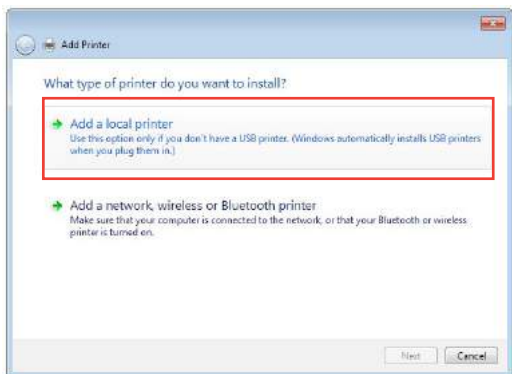 Add Printer
What type of printer do you want to install?
Add a local printer
Use this option only if you don't have a USB printer. (Windows automatically installs USB printers
when you plug them in.)
Add a network, wireless or Bluetooth printer
Make sure that your computer is connected to the network, or that your Bluetooth or wireless
printer is turned on.
Next Cancel